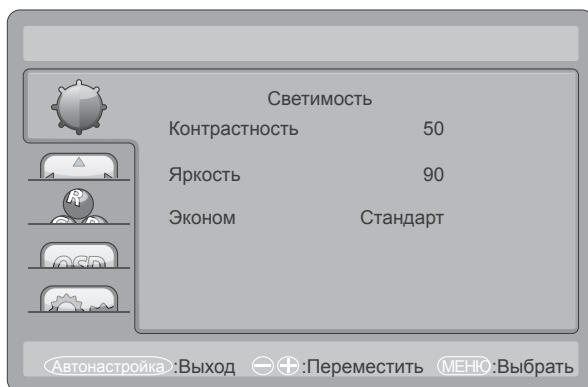 Светимость
Контрастность 50
Яркость 90
Эконом Стандарт
R
G B
OSD
Автонастройка :Выход :Переместить МЕНЮ :Выбрать